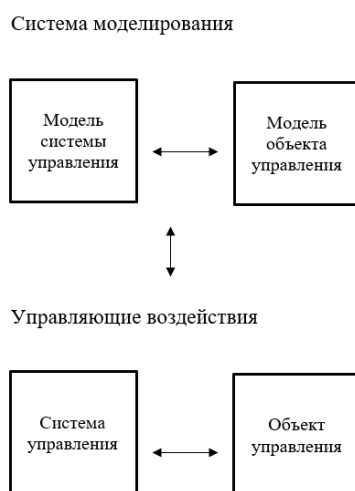 Система моделирования
Модель
системы
управления
Модель
объекта
управления
Управляющие воздействия
Система
управления
Объект
управления